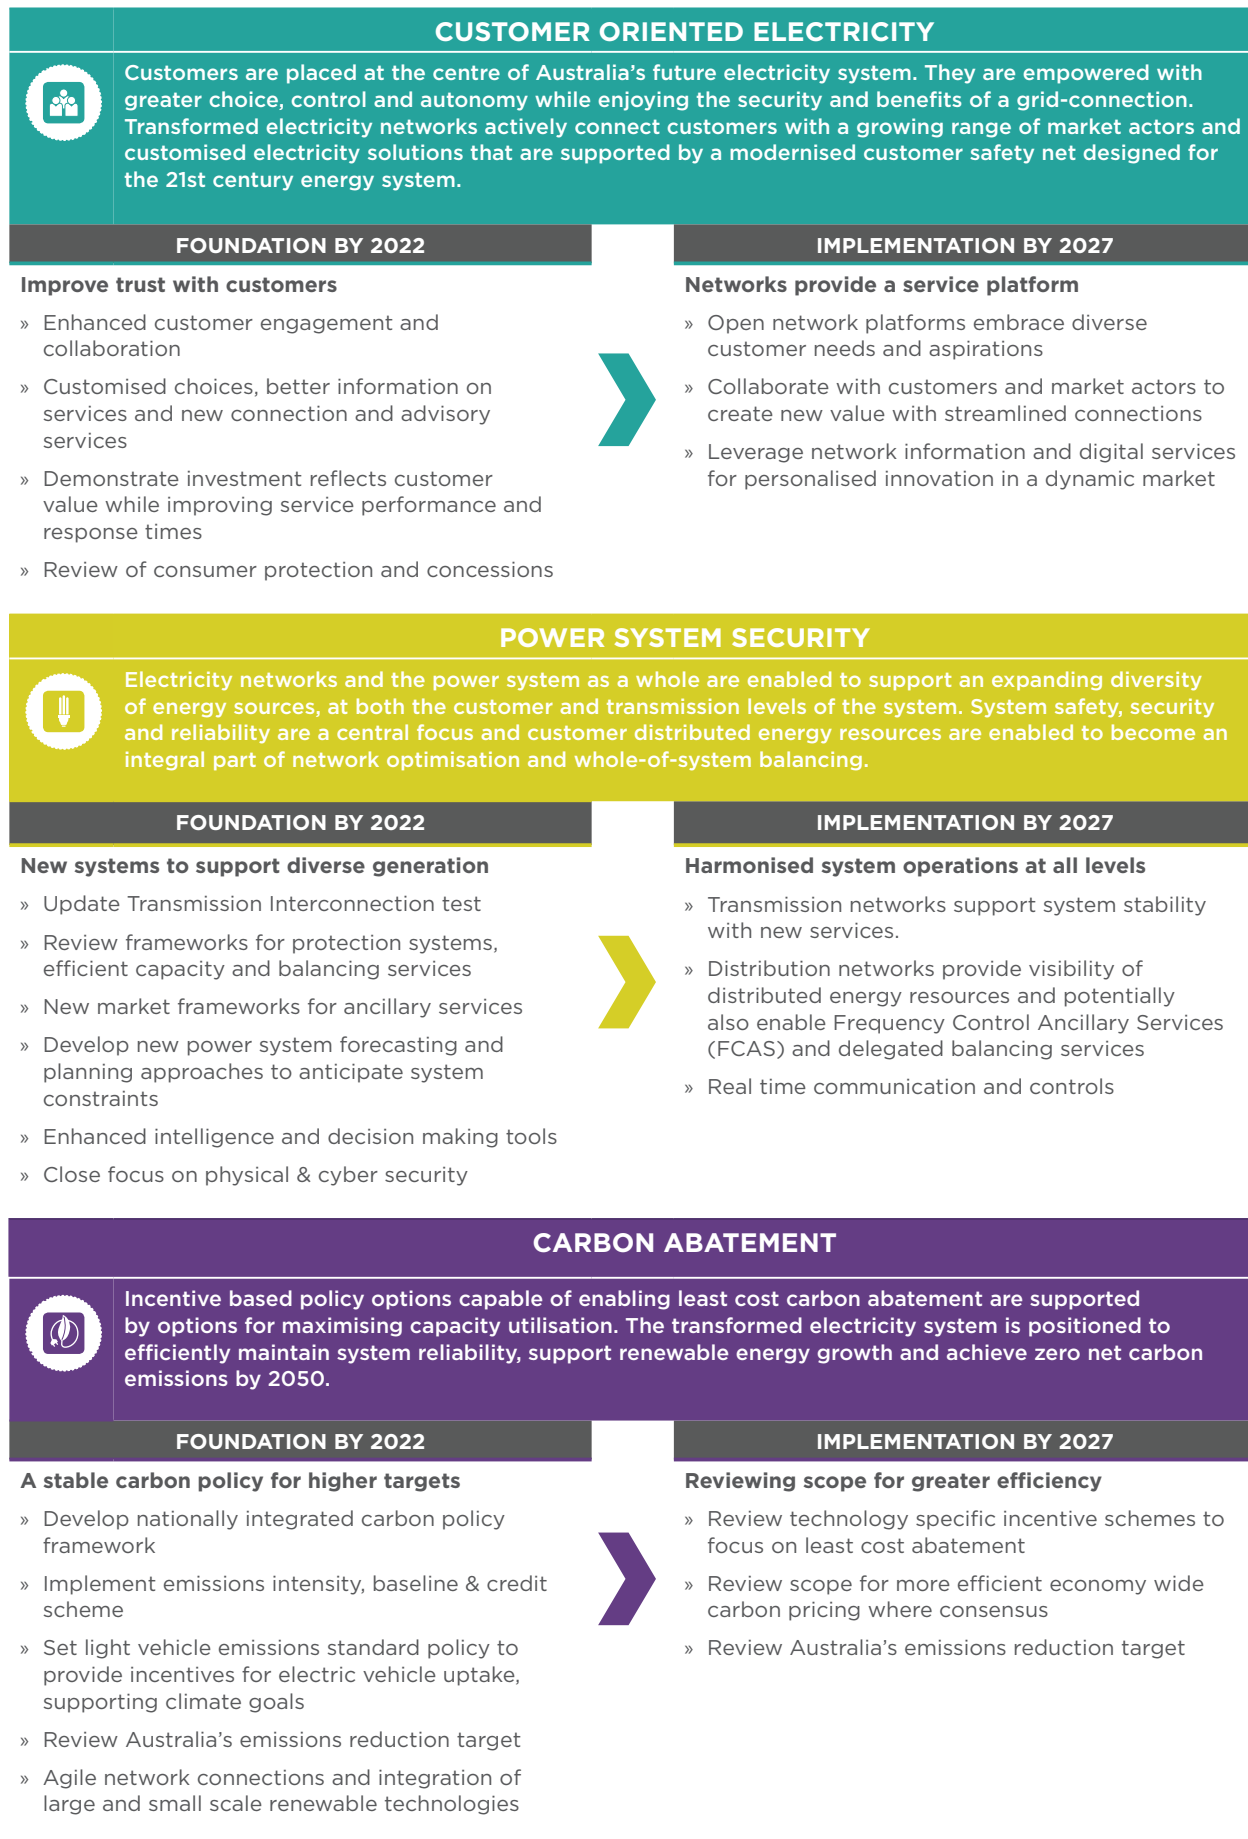 CUSTOMER ORIENTED ELECTRICITY
Customers are placed at the centre of Australia's future electricity system. They are empowered with
greater choice, control and autonomy while enjoying the security and benefits of a grid-connection.
Transformed electricity networks actively connect customers with a growing range of market actors and
customised electricity solutions that are supported by a modernised customer safety net designed for
the 21st century energy system.
FOUNDATION BY 2022
Improve trust with customers
» Enhanced customer engagement and
collaboration
» Customised choices, better information on
services and new connection and advisory
services
» Demonstrate investment reflects customer
value while improving service performance and
response times
» Review of consumer protection and concessions
IMPLEMENTATION BY 2027
Networks provide a service platform
» Open network platforms embrace diverse
customer needs and aspirations
» Collaborate with customers and market actors to
create new value with streamlined connections
» Leverage network information and digital services
for personalised innovation in a dynamic market
POWER SYSTEM SECURITY
Electricity networks and the power system as a whole are enabled to support an expanding diversity
of energy sources, at both the customer and transmission levels of the system. System safety, security
and reliability are a central focus and customer distributed energy resources are enabled to become an
integral part of network optimisation and whole-of-system balancing.
FOUNDATION BY 2022
New systems to support diverse generation
» Update Transmission Interconnection test
» Review frameworks for protection systems,
efficient capacity and balancing services
» New market frameworks for ancillary services
» Develop new power system forecasting and
planning approaches to anticipate system
constraints
» Enhanced intelligence and decision making tools
» Close focus on physical & cyber security
IMPLEMENTATION BY 2027
Harmonised system operations at all levels
» Transmission networks support system stability
with new services.
» Distribution networks provide visibility of
distributed energy resources and potentially
also enable Frequency Control Ancillary Services
(FCAS) and delegated balancing services
» Real time communication and controls
CARBON ABATEMENT
Incentive based policy options capable of enabling least cost carbon abatement are supported
by options for maximising capacity utilisation. The transformed electricity system is positioned to
efficiently maintain system reliability, support renewable energy growth and achieve zero net carbon
emissions by 2050.
FOUNDATION BY 2022
A stable carbon policy for higher targets
» Develop nationally integrated carbon policy
framework
» Implement emissions intensity, baseline & credit
scheme
» Set light vehicle emissions standard policy to
provide incentives for electric vehicle uptake,
supporting climate goals
» Review Australia's emissions reduction target
» Agile network connections and integration of
large and small scale renewable technologies
IMPLEMENTATION BY 2027
Reviewing scope for greater efficiency
» Review technology specific incentive schemes to
focus on least cost abatement
» Review scope for more efficient economy wide
carbon pricing where consensus
» Review Australia's emissions reduction target